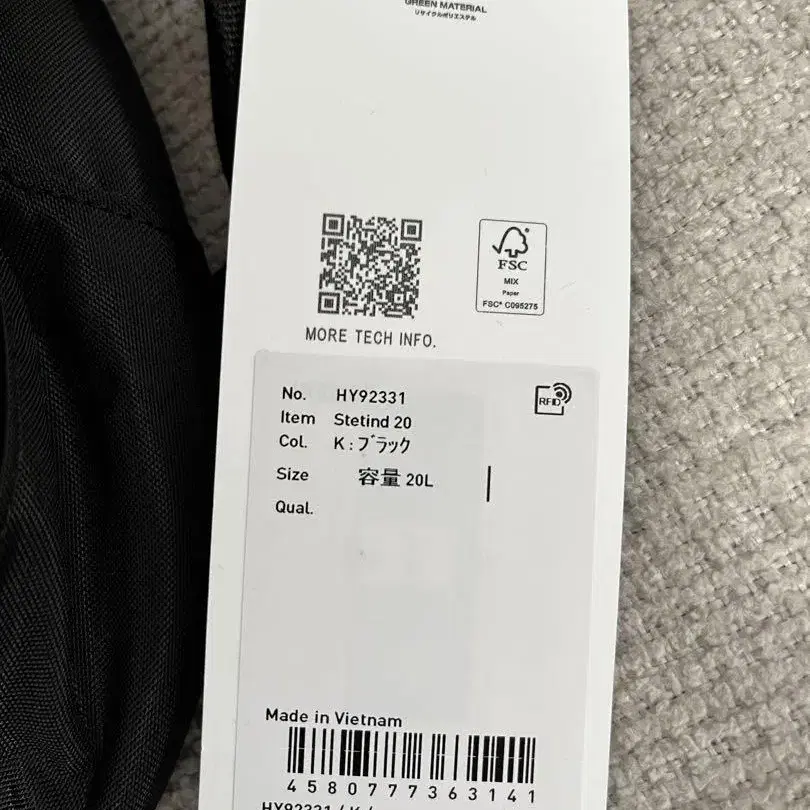 GREEN MATERIAL
リサイクルポリエステル
FSC
MIX
Paper
FSC® C095275
MORE TECH INFO.
No. HY92331
RFID
Item Stetind 20
Col. K:ブラック
Size 容量 20L
Qual.
Made in Vietnam
4580777363141
HY92331/K/